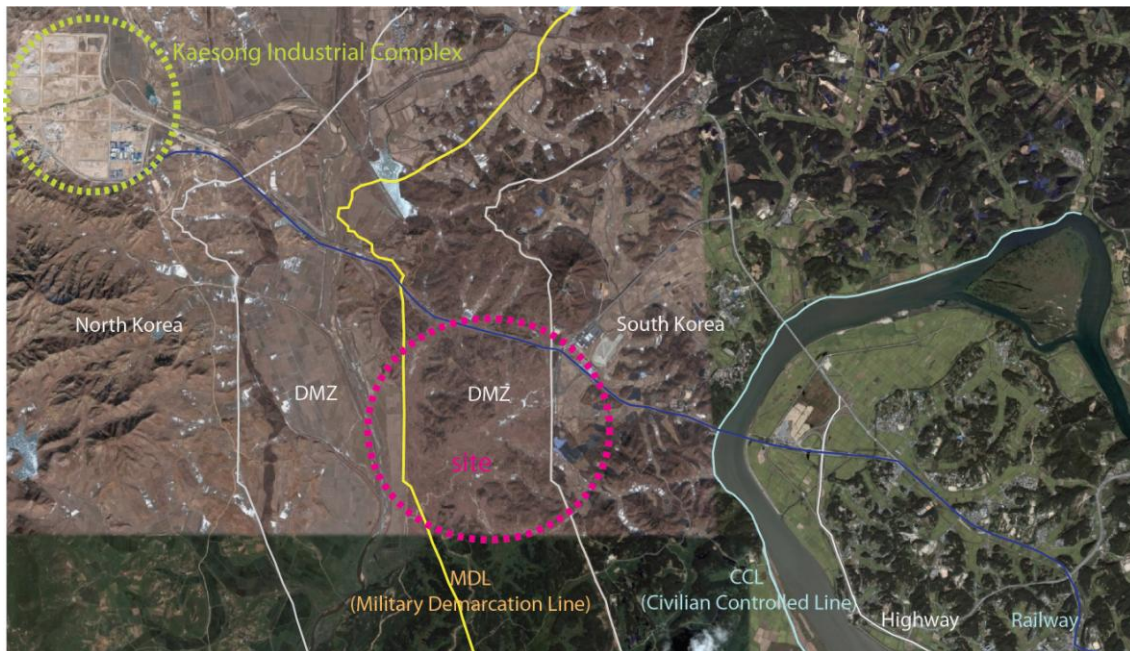 Kaesong Industrial Complex
North Korea
South Korea
DMZ
DMZ
site
MDL
(Military Demarcation Line)
CCL
(Civilian Controlled Line)
Highway
Railway